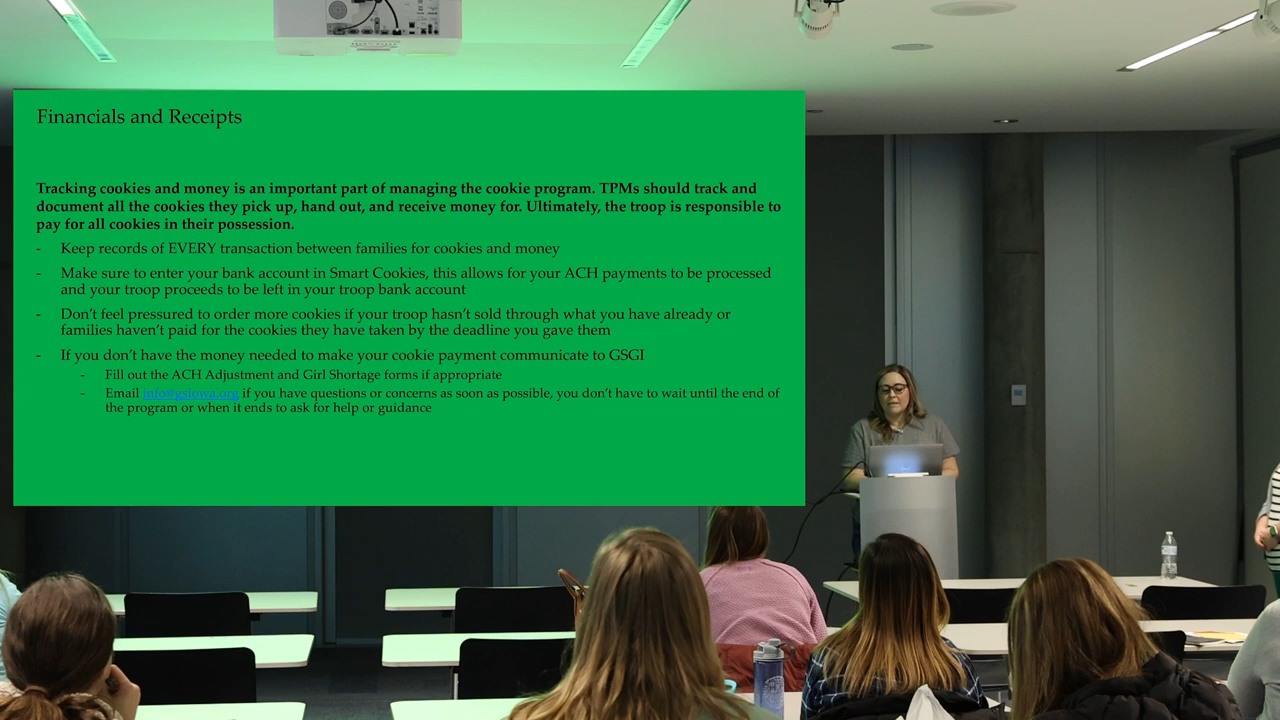 Financials and Receipts
Tracking cookies and money is an important part of managing the cookie program. TPMs should track and
document all the cookies they pick up, hand out, and receive money for. Ultimately, the troop is responsible to
pay for all cookies in their possession.
- Keep records of EVERY transaction between families for cookies and money
- Make sure to enter your bank account in Smart Cookies, this allows for your ACH payments to be processed
and your troop proceeds to be left in your troop bank account
- Don't feel pressured to order more cookies if your troop hasn't sold through what you have already or
families haven't paid for the cookies they have taken by the deadline you gave them
- If you don't have the money needed to make your cookie payment communicate to GSGI
- Fill out the ACH Adjustment and Girl Shortage forms if appropriate
- Email info@gsiowa.org if you have questions or concerns as soon as possible, you don't have to wait until the end of
the program or when it ends to ask for help or guidance